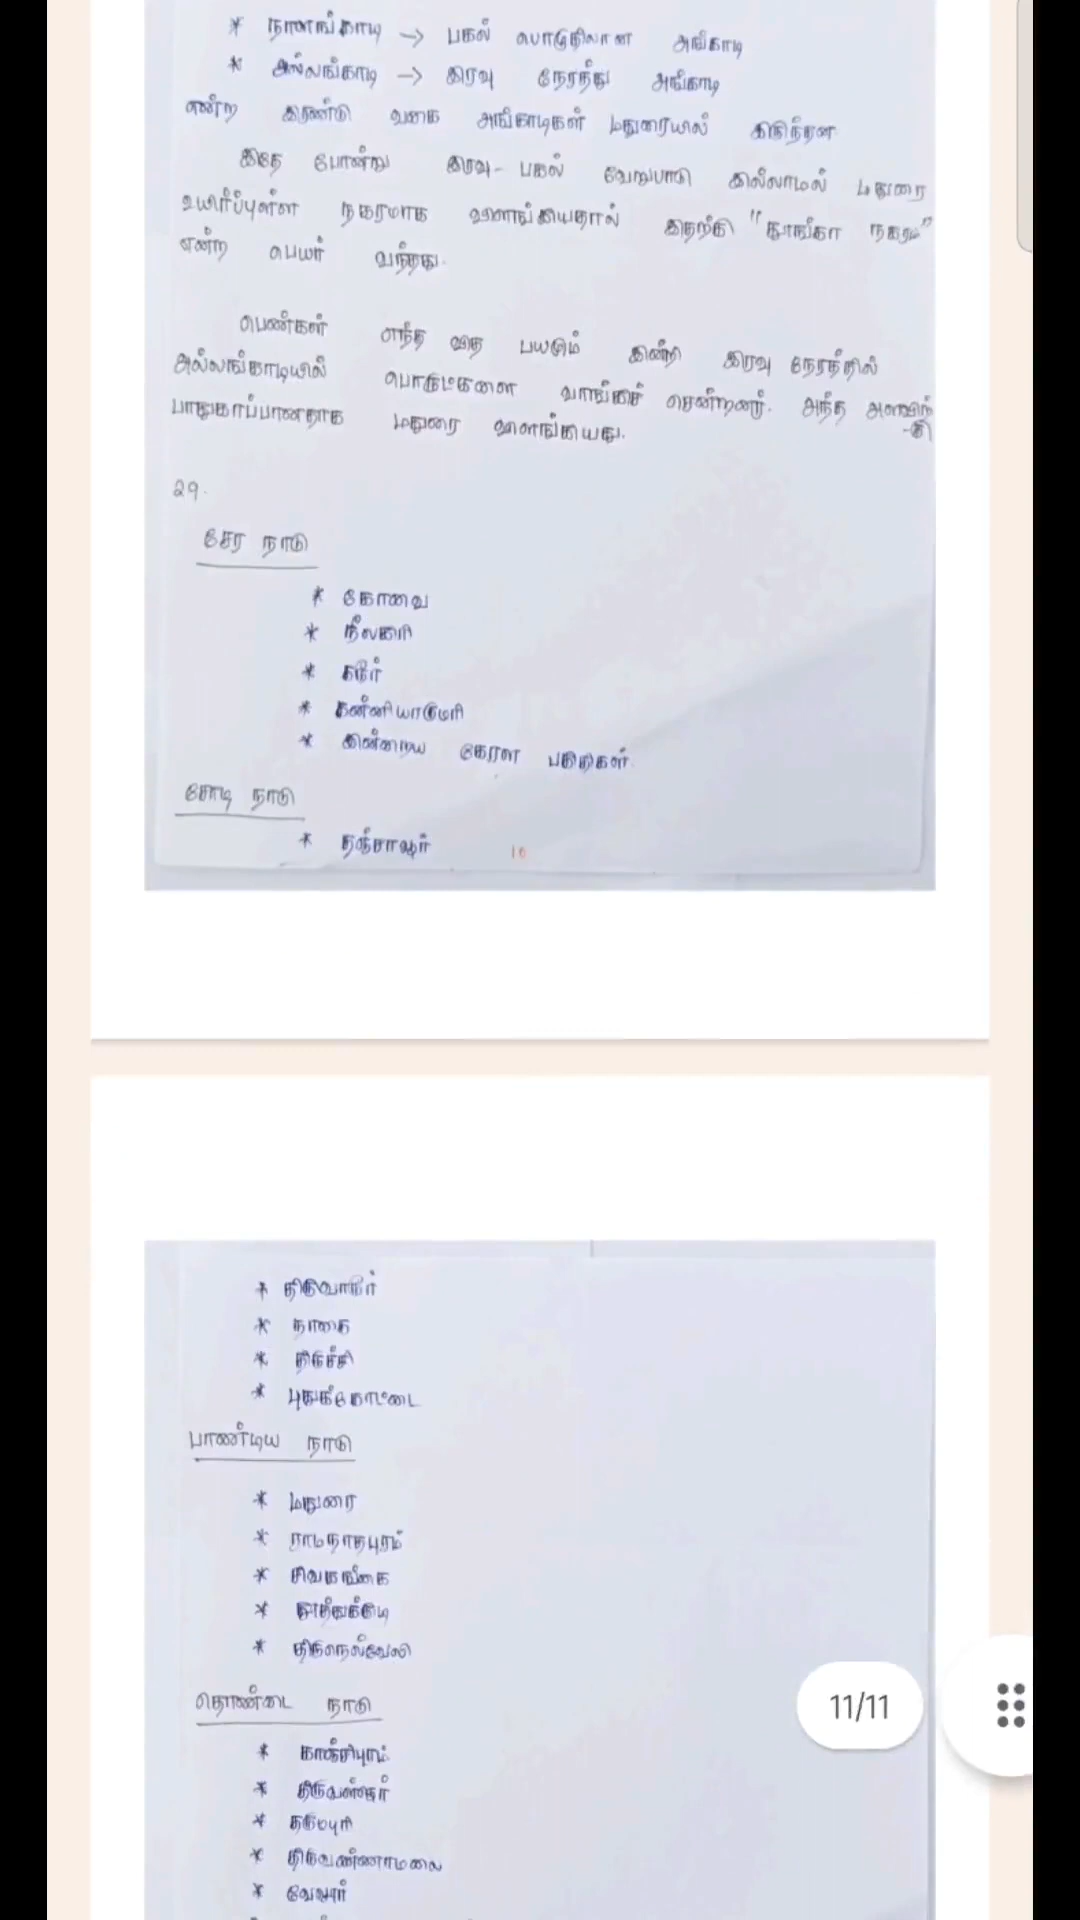 * நாளங்காடி → பகல் பொழுதிலான அங்காடி
* அல்லங்காடி → இரவு நேரத்து அங்காடி
என்ற இரண்டு வகை அங்காடிகள் மதுரையில் இருந்தன
இதே போன்று இரவு - பகல் வேறுபாடு இல்லாமல் மதுரை
உயிர்ப்புள்ள நகரமாக விளங்கியதால் இதற்கு "தூங்கா நகரம்"
என்ற பெயர் வந்தது.
பெண்கள் எந்த வித பயமும் இன்றி இரவு நேரத்தில்
அல்லங்காடியில் பொருட்களை வாங்கிச் சென்றனர். அந்த அளவிற்
-கு
பாதுகாப்பானதாக மதுரை விளங்கியது.
29.
சேர நாடு
* கோவை
* நீலகிரி
* கரூர்
* கன்னியாகுமரி
* இன்றைய கேரள பகுதிகள்.
சோழ நாடு
* தஞ்சாவூர்
10
* திருவாரூர்
* நாகை
* திருச்சி
* புதுக்கோட்டை
பாண்டிய நாடு
* மதுரை
* ராமநாதபுரம்
* சிவகங்கை
* தூத்துக்குடி
* திருநெல்வேலி
தொண்டை நாடு
11/11
* காஞ்சிபுரம்
* திருவள்ளூர்
* தருமபுரி
* திருவண்ணாமலை
* வேலூர்